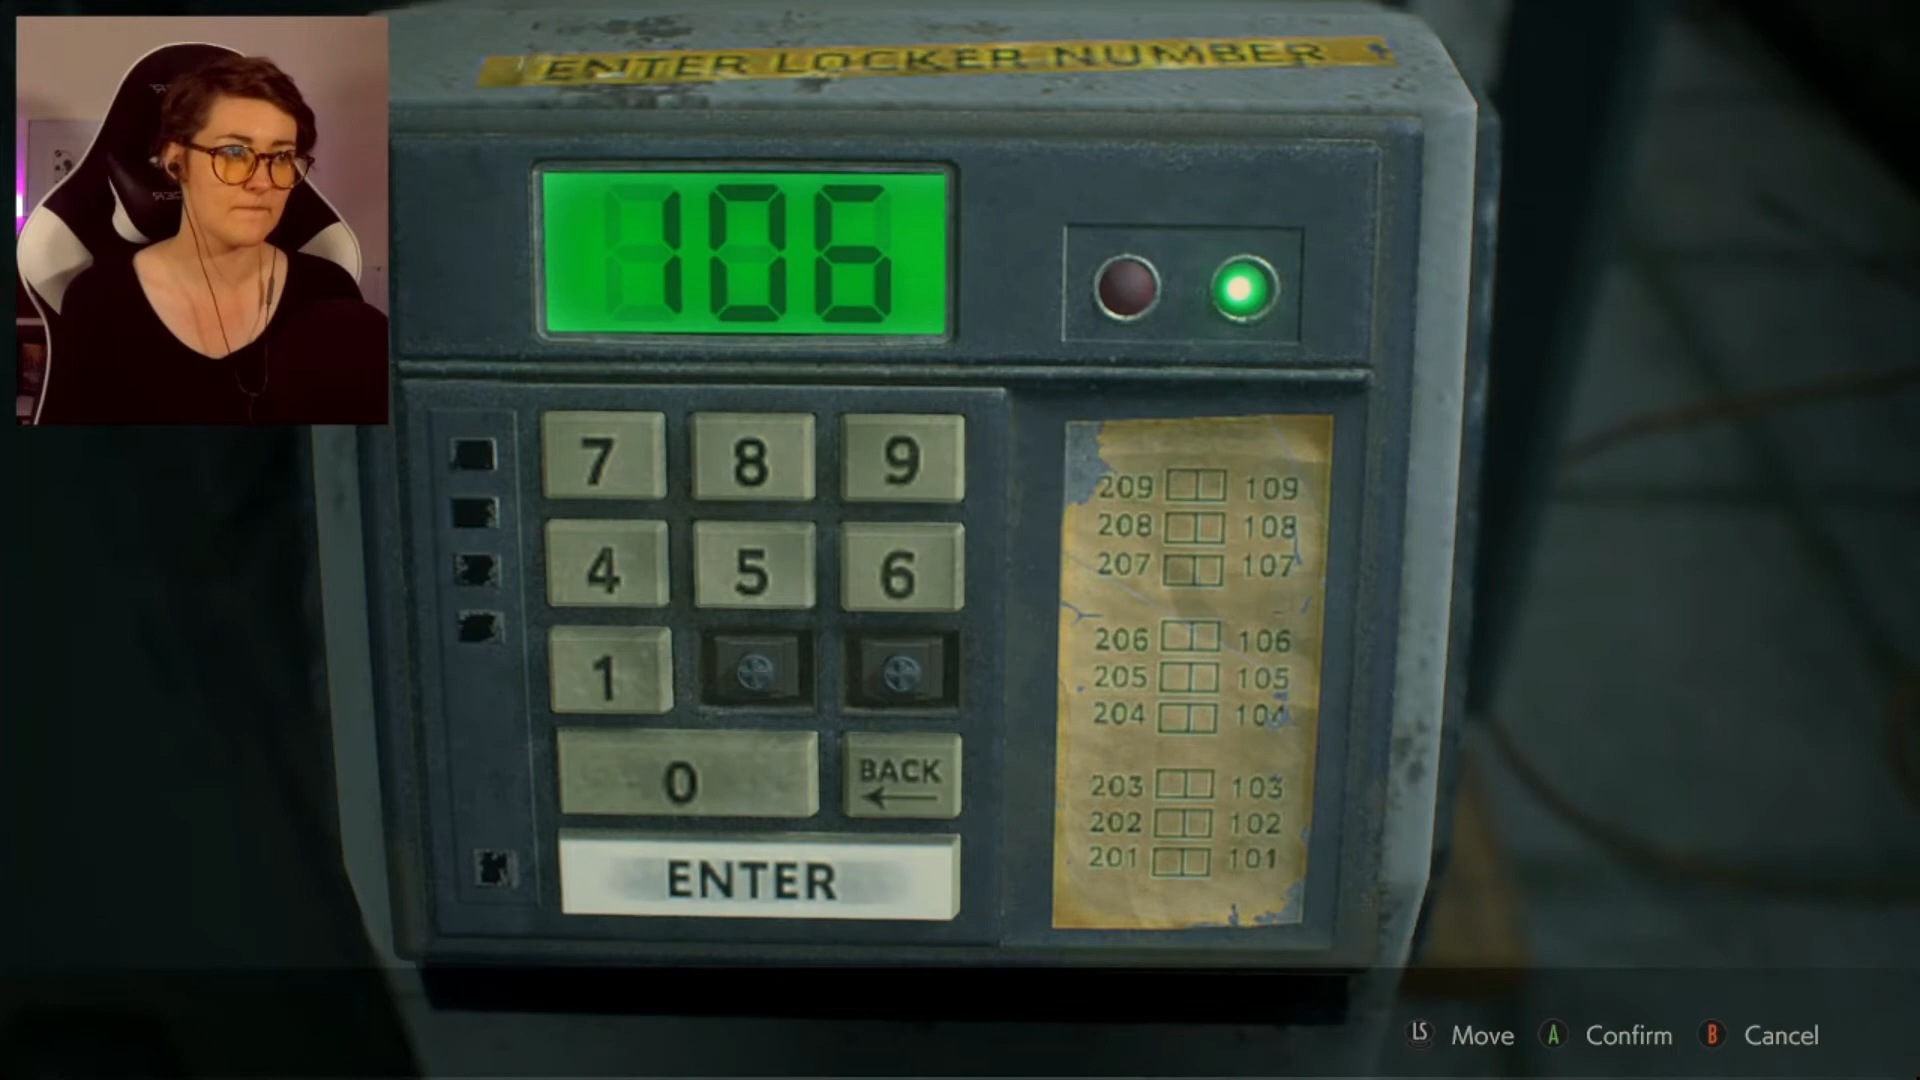 ENTER LOCKER NUMBER
106
7 8 9
4 5 6
1
0 BACK
ENTER
209 109
208 108
207 107
206 106
205 105
204 104
203 103
202 102
201 101
LS Move A Confirm B Cancel